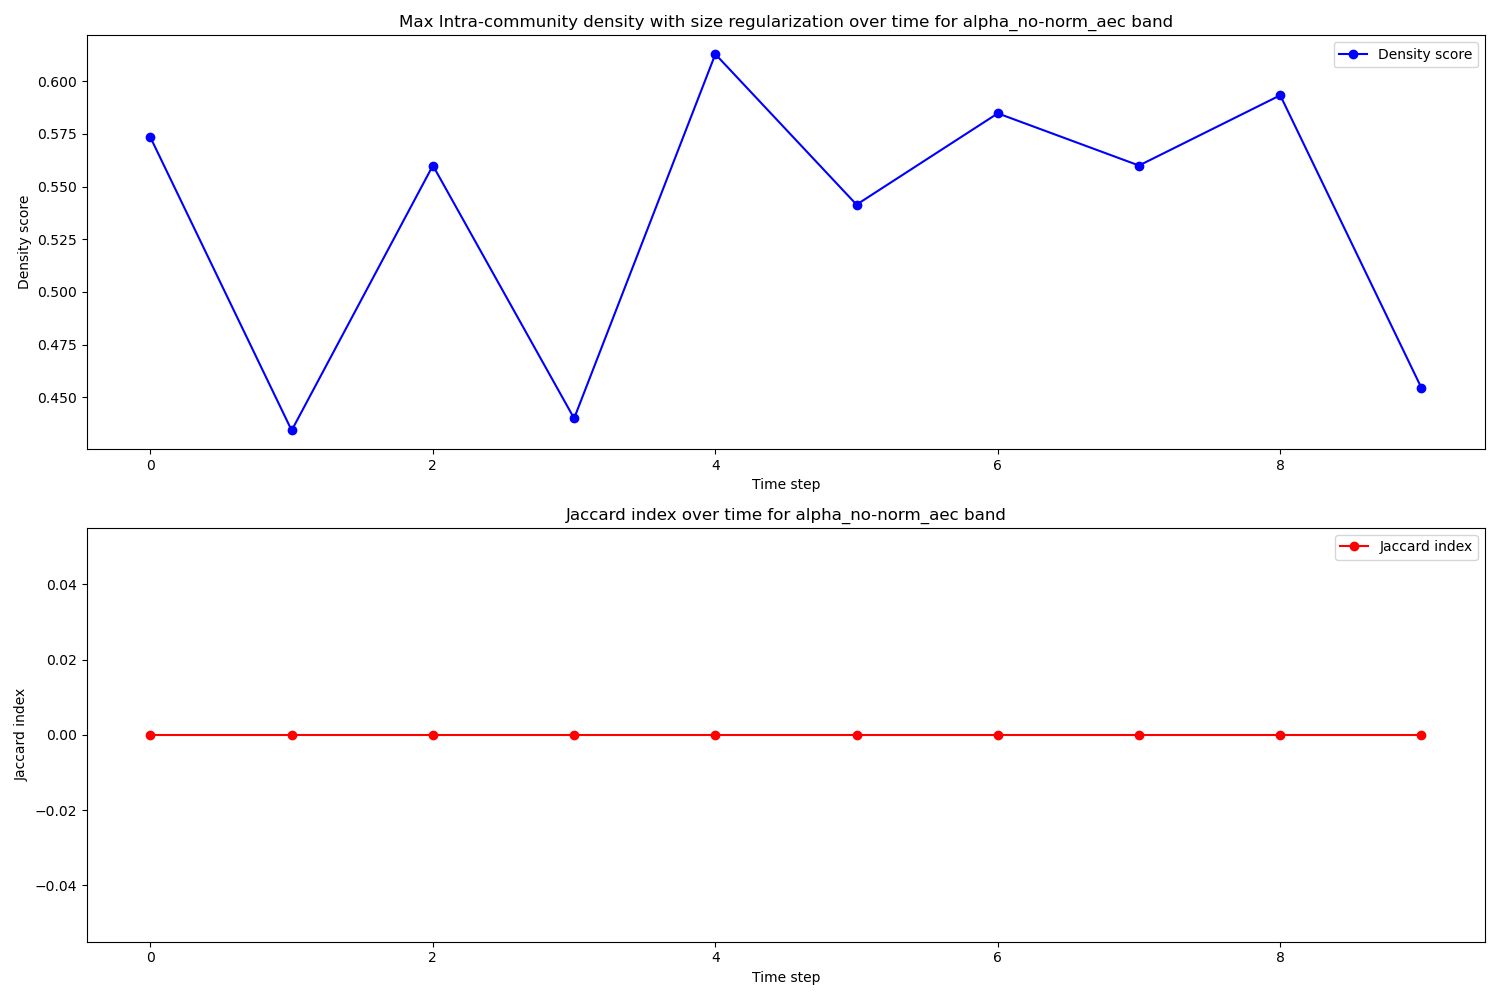 Max Intra-community density with size regularization over time for alpha_no-norm_aec band
Density score
0.600
0.575
0.550
0.525
0.500
0.475
0.450
Density score
0 2 4 6 8
Time step
Jaccard index over time for alpha_no-norm_aec band
Jaccard index
0.04
0.02
0.00
−0.02
−0.04
Jaccard index
0 2 4 6 8
Time step